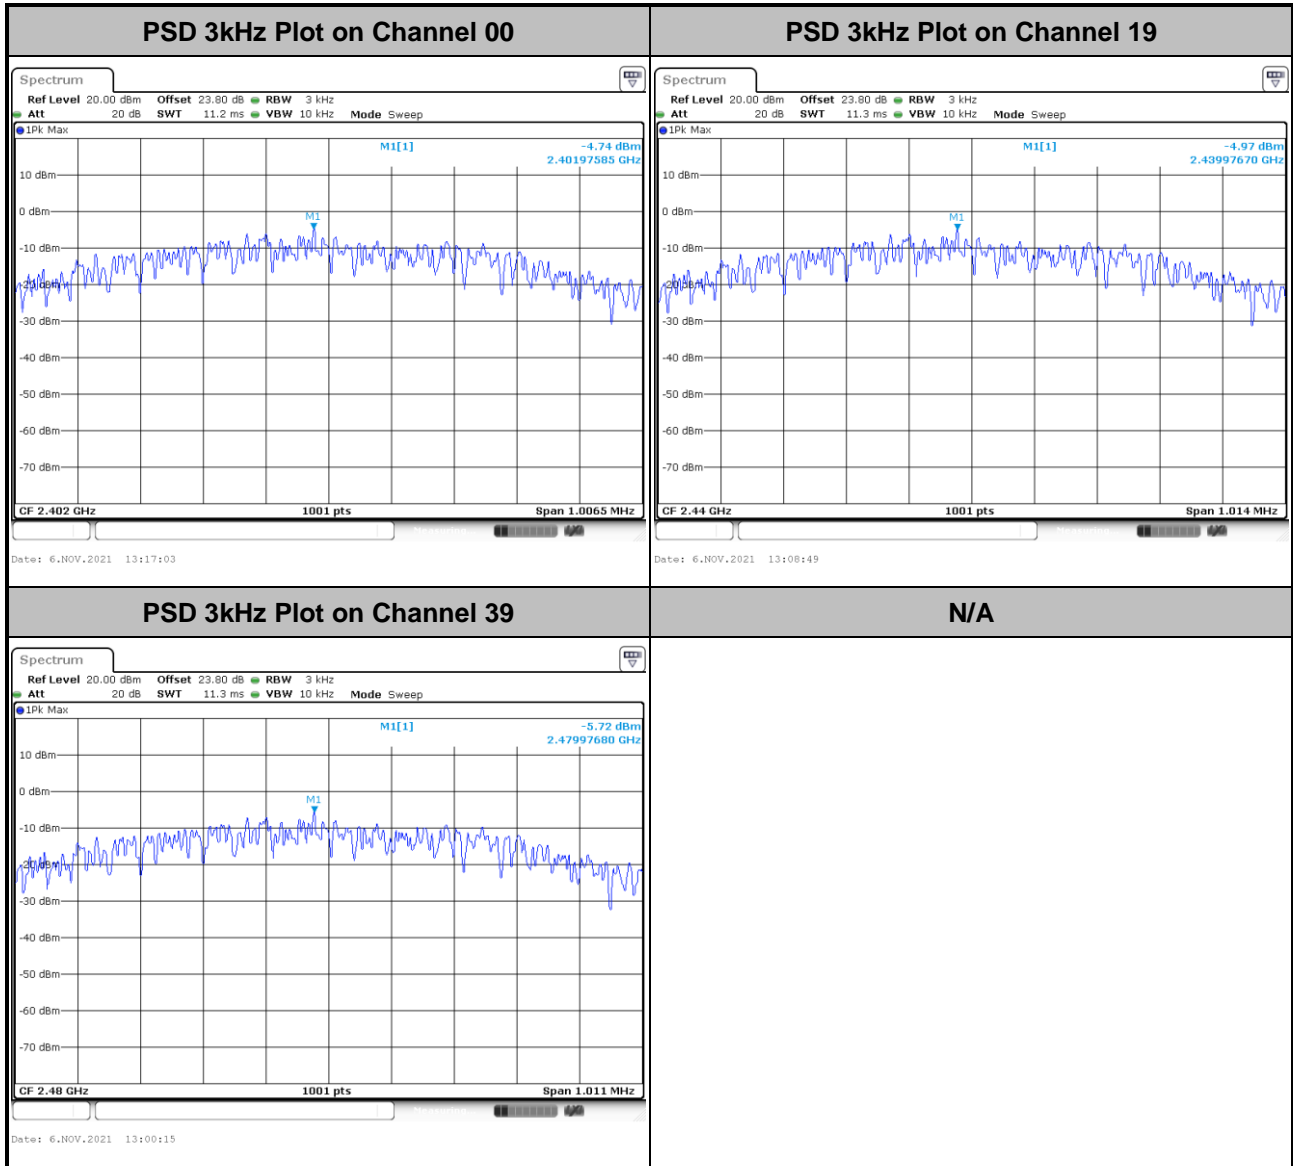 PSD 3kHz Plot on Channel 00
PSD 3kHz Plot on Channel 19
Spectrum
Ref Level 20.00 dBm Offset 23.80 dB RBW 3 kHz
Att 20 dB SWT 11.2 ms VBW 10 kHz Mode Sweep
1Pk Max
M1[1] -4.74 dBm
2.40197585 GHz
10 dBm
0 dBm
M1
-10 dBm
-20 dBm
-30 dBm
-40 dBm
-50 dBm
-60 dBm
-70 dBm
CF 2.402 GHz 1001 pts Span 1.0065 MHz
Date: 6.NOV.2021 13:17:03
Spectrum
Ref Level 20.00 dBm Offset 23.80 dB RBW 3 kHz
Att 20 dB SWT 11.3 ms VBW 10 kHz Mode Sweep
1Pk Max
M1[1] -4.97 dBm
2.43997670 GHz
10 dBm
0 dBm
M1
-10 dBm
-20 dBm
-30 dBm
-40 dBm
-50 dBm
-60 dBm
-70 dBm
CF 2.44 GHz 1001 pts Span 1.014 MHz
Measuring...
Date: 6.NOV.2021 13:08:49
PSD 3kHz Plot on Channel 39
N/A
Spectrum
Ref Level 20.00 dBm Offset 23.80 dB RBW 3 kHz
Att 20 dB SWT 11.3 ms VBW 10 kHz Mode Sweep
1Pk Max
M1[1] -5.72 dBm
2.47997680 GHz
10 dBm
0 dBm
M1
-10 dBm
-20 dBm
-30 dBm
-40 dBm
-50 dBm
-60 dBm
-70 dBm
CF 2.48 GHz 1001 pts Span 1.011 MHz
Measuring...
Date: 6.NOV.2021 13:00:15